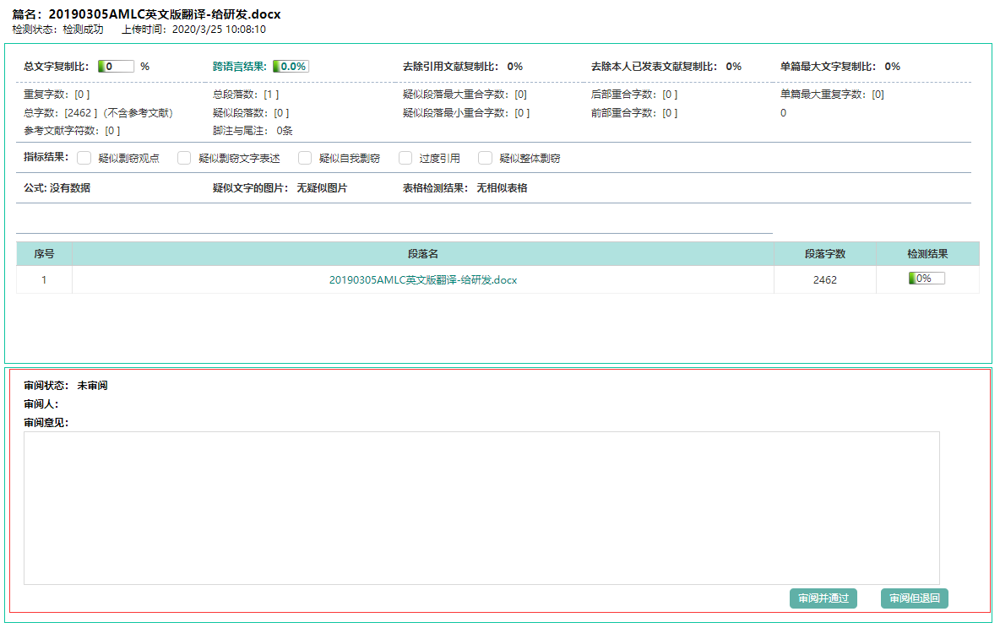 篇名：20190305AMLC英文版翻译-给研发.docx
检测状态：检测成功 上传时间：2020/3/25 10:08:10
总文字复制比： 0 % 跨语言结果: 0.0% 去除引用文献复制比： 0% 去除本人已发表文献复制比： 0% 单篇最大文字复制比： 0%
重复字数：[0 ] 总段落数：[1 ] 疑似段落最大重合字数：[0] 后部重合字数：[0 ] 单篇最大重复字数：[0]
总字数：[2462 ]（不含参考文献） 疑似段落数：[0 ] 疑似段落最小重合字数：[0 ] 前部重合字数：[0 ] 0
参考文献字符数：[0 ] 脚注与尾注： 0条
指标结果： 疑似剽窃观点 疑似剽窃文字表述 疑似自我剽窃 过度引用 疑似整体剽窃
公式: 没有数据 疑似文字的图片： 无疑似图片 表格检测结果： 无相似表格
序号 段落名 段落字数 检测结果
1 20190305AMLC英文版翻译-给研发.docx 2462 0%
审阅状态： 未审阅
审阅人：
审阅意见：
审阅并通过 审阅但退回